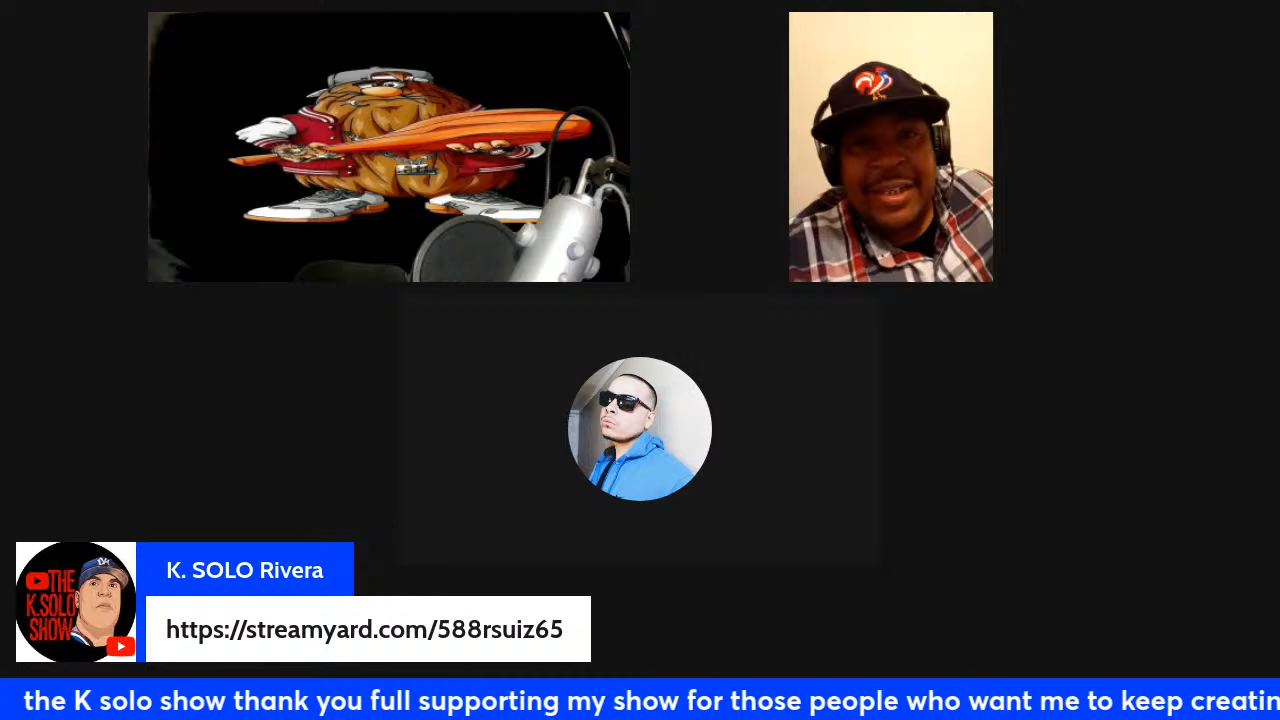 THE
K.SOLO
SHOW
K. SOLO Rivera
https://streamyard.com/588rsuiz65
the K solo show thank you full supporting my show for those people who want me to keep creatin